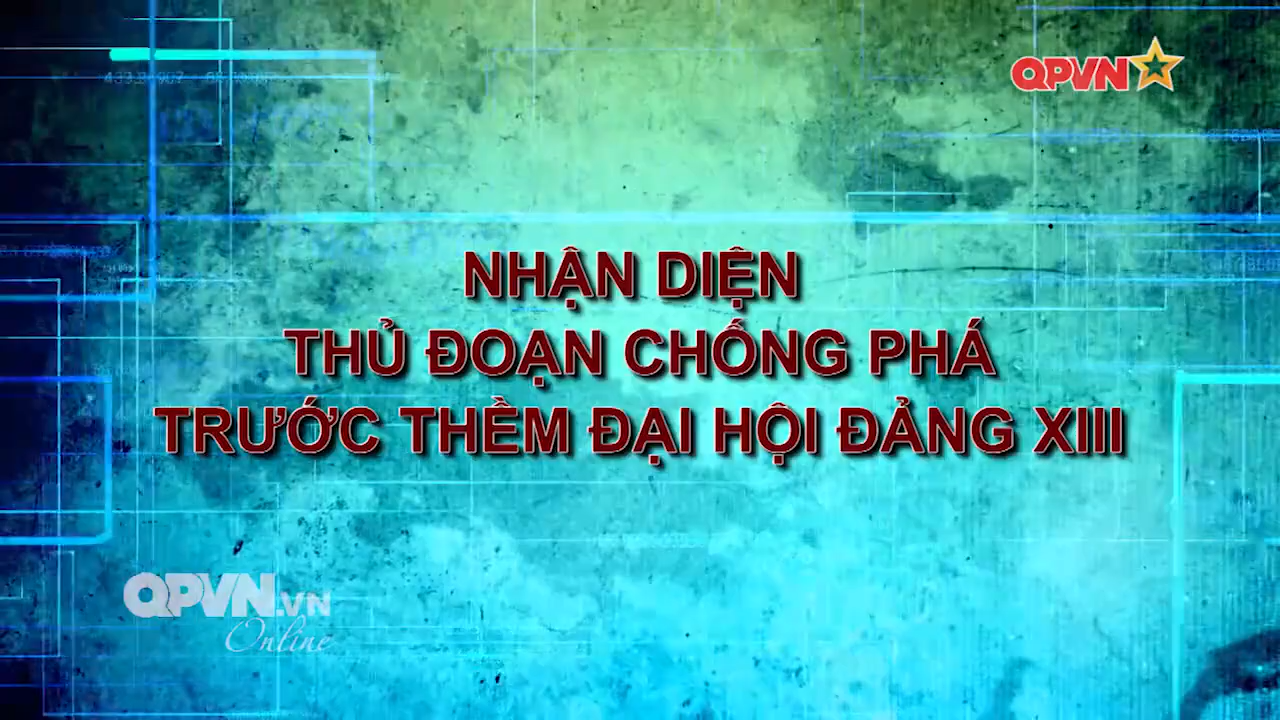 QPVN
NHẬN DIỆN
THỦ ĐOẠN CHỐNG PHÁ
TRƯỚC THỀM ĐẠI HỘI ĐẢNG XIII
QPVN.VN
Online